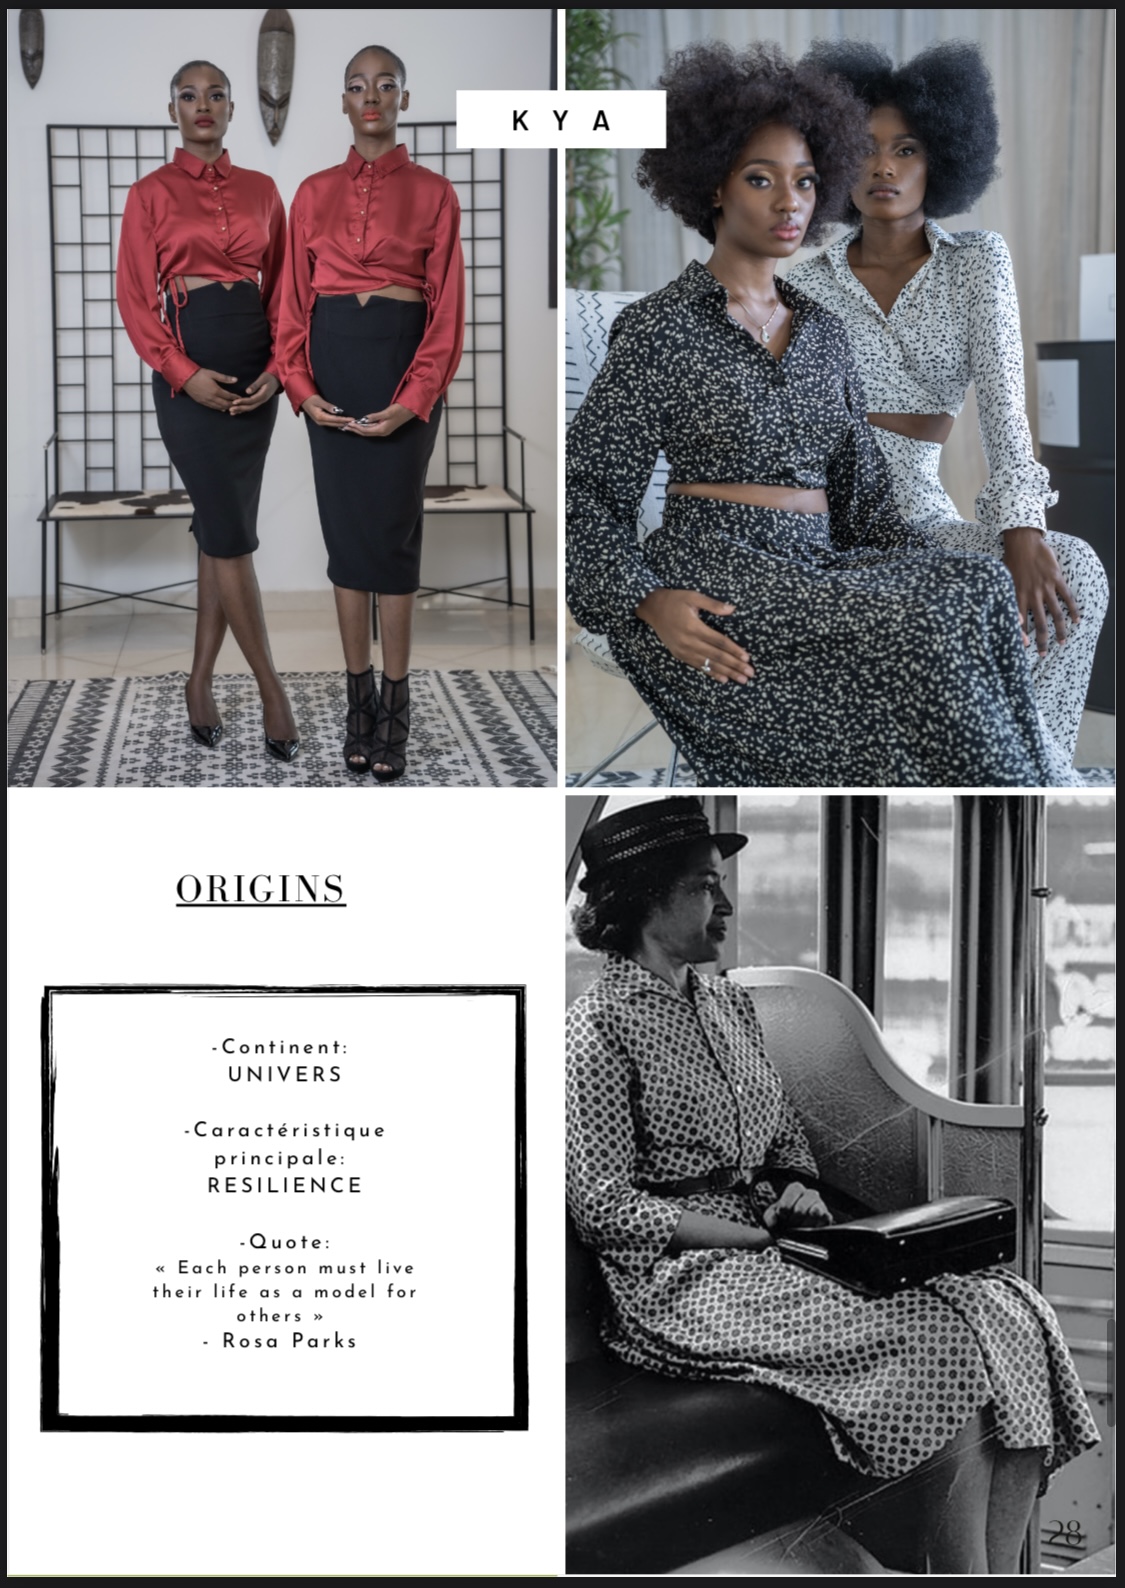 KYA
ORIGINS
-Continent:
UNIVERS
-Caractéristique
principale:
RESILIENCE
-Quote:
« Each person must live
their life as a model for
others »
- Rosa Parks
28